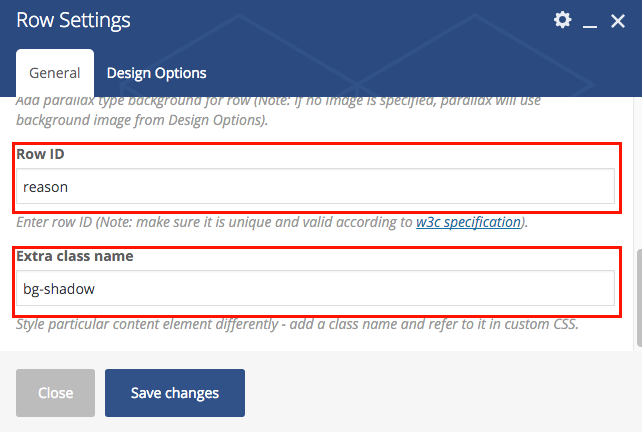 Row Settings
General
Design Options
Add parallax type background for row (Note: If no image is specified, parallax will use
background image from Design Options).
Row ID
reason
Enter row ID (Note: make sure it is unique and valid according to w3c specification).
Extra class name
bg-shadow
Style particular content element differently - add a class name and refer to it in custom CSS.
Close
Save changes